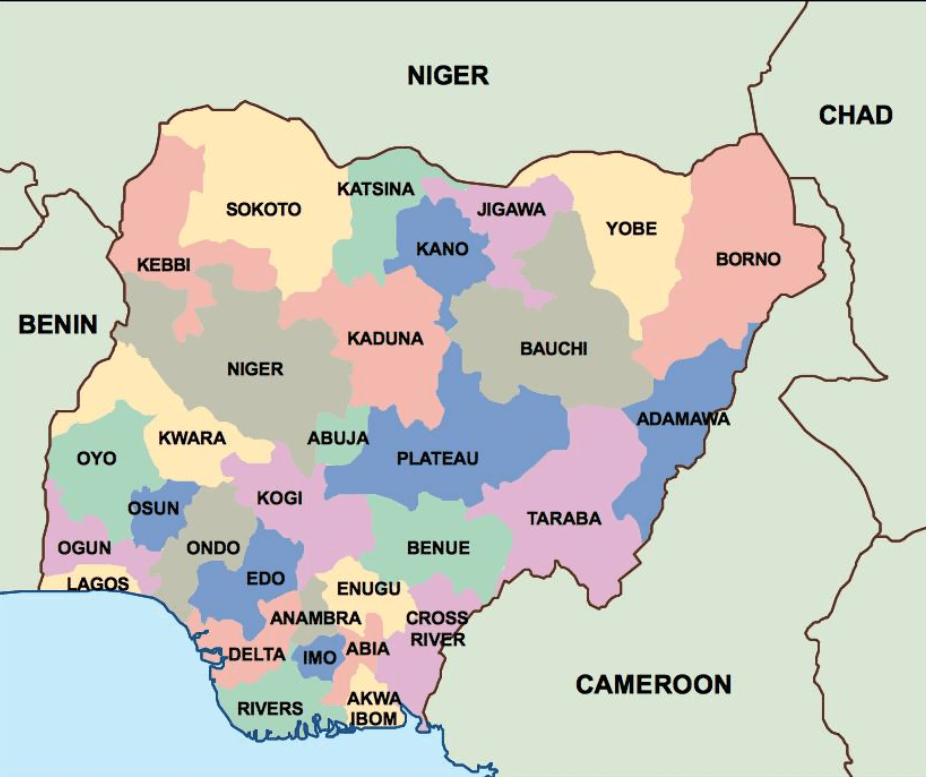 NIGER
CHAD
KATSINA
SOKOTO
JIGAWA
YOBE
KANO
BORNO
KEBBI
BENIN
KADUNA
BAUCHI
NIGER
ADAMAWA
KWARA
ABUJA
OYO
PLATEAU
KOGI
OSUN
TARABA
OGUN
ONDO
BENUE
LAGOS
EDO
ENUGU
ANAMBRA
CROSS
RIVER
DELTA
IMO
ABIA
CAMEROON
RIVERS
AKWA
IBOM